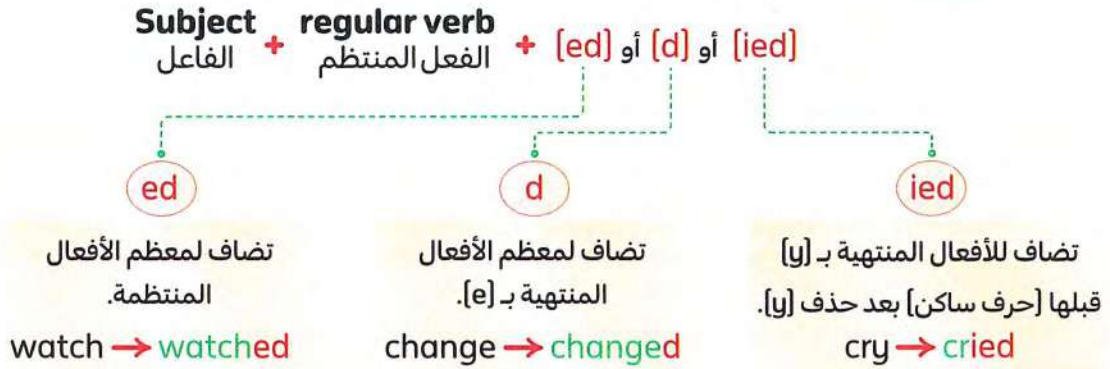 Subject + regular verb + [ed] أو [d] أو [ied]
الفاعل الفعل المنتظم
ed
تضاف لمعظم الأفعال
المنتظمة.
watch → watched
d
تضاف لمعظم الأفعال
المنتهية بـ [e].
change → changed
ied
تضاف للأفعال المنتهية بـ [y]
قبلها [حرف ساكن] بعد حذف [y].
cry → cried